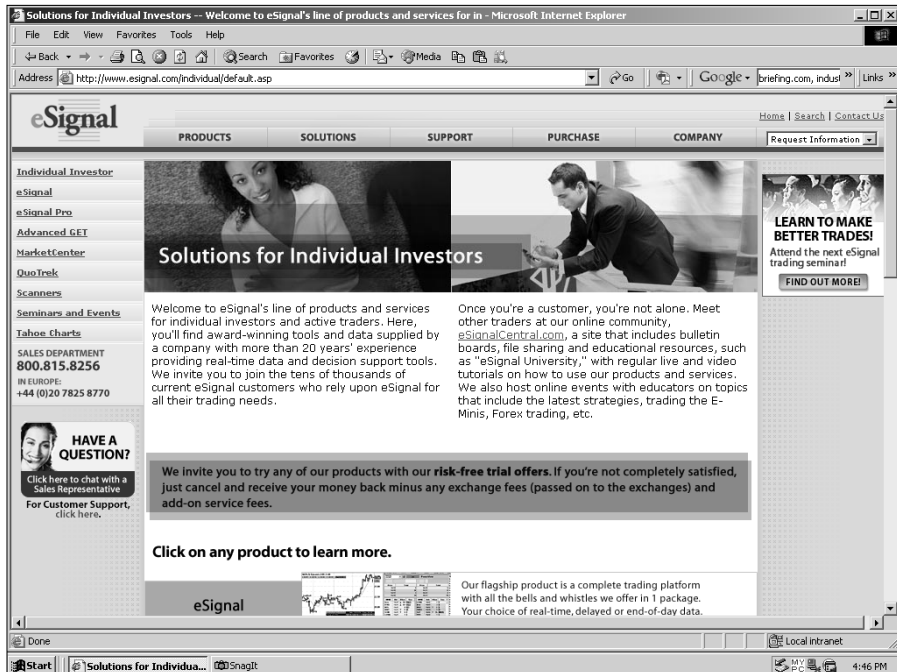 Solutions for Individual Investors -- Welcome to eSignal's line of products and services for in - Microsoft Internet Explorer
File Edit View Favorites Tools Help
Back Search Favorites Media
Address http://www.esignal.com/individual/default.asp Go Google briefing.com, indust » Links »
eSignal
Home | Search | Contact Us
PRODUCTS SOLUTIONS SUPPORT PURCHASE COMPANY
Request Information
Individual Investor
eSignal
eSignal Pro
Advanced GET
MarketCenter
QuoTrek
Scanners
Seminars and Events
Tahoe Charts
SALES DEPARTMENT
800.815.8256
IN EUROPE:
+44 (0)20 7825 8770
HAVE A
QUESTION?
Click here to chat with a
Sales Representative
For Customer Support,
click here.
Solutions for Individual Investors
Welcome to eSignal's line of products and services
for individual investors and active traders. Here,
you'll find award-winning tools and data supplied by
a company with more than 20 years' experience
providing real-time data and decision support tools.
We invite you to join the tens of thousands of
current eSignal customers who rely upon eSignal for
all their trading needs.
Once you're a customer, you're not alone. Meet
other traders at our online community,
eSignalCentral.com, a site that includes bulletin
boards, file sharing and educational resources, such
as "eSignal University," with regular live and video
tutorials on how to use our products and services.
We also host online events with educators on topics
that include the latest strategies, trading the E-
Minis, Forex trading, etc.
LEARN TO MAKE
BETTER TRADES!
Attend the next eSignal
trading seminar!
FIND OUT MORE!
We invite you to try any of our products with our risk-free trial offers. If you're not completely satisfied,
just cancel and receive your money back minus any exchange fees (passed on to the exchanges) and
add-on service fees.
Click on any product to learn more.
eSignal
Our flagship product is a complete trading platform
with all the bells and whistles we offer in 1 package.
Your choice of real-time, delayed or end-of-day data.
Done Local intranet
Start Solutions for Individua... SnagIt MY PC 4:46 PM